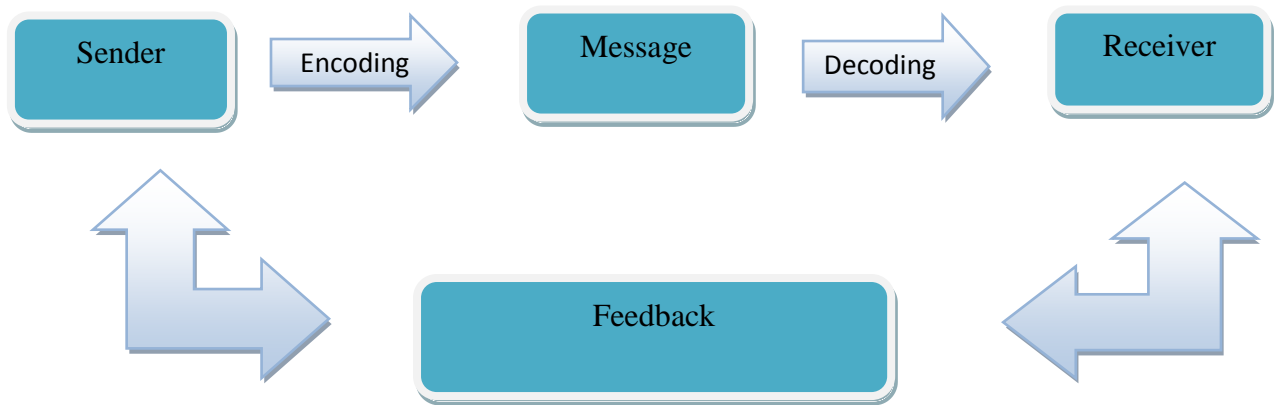 Sender
Encoding
Message
Decoding
Receiver
Feedback